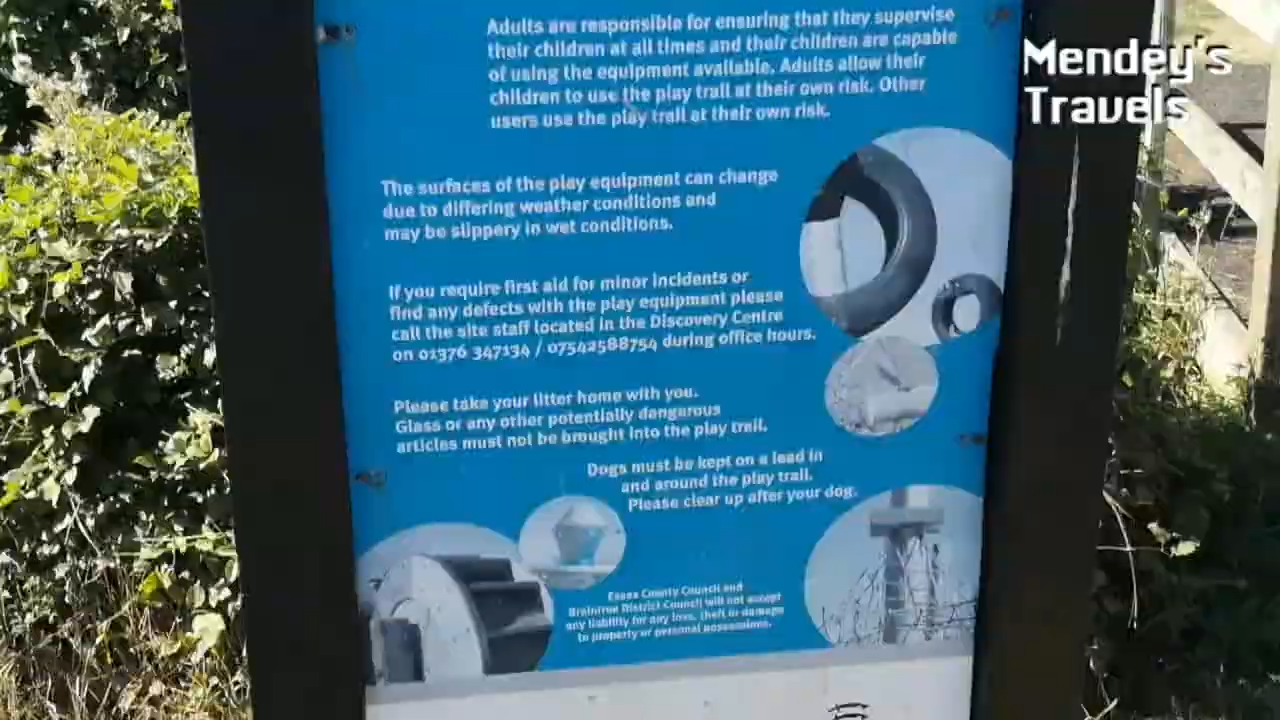 Adults are responsible for ensuring that they supervise
their children at all times and their children are capable
of using the equipment available. Adults allow their
children to use the play trail at their own risk. Other
users use the play trail at their own risk.
Mendey's
Travels
The surfaces of the play equipment can change
due to differing weather conditions and
may be slippery in wet conditions.
If you require first aid for minor incidents or
find any defects with the play equipment please
call the site staff located in the Discovery Centre
on 01376 347134 / 07542588754 during office hours.
Please take your litter home with you.
Glass or any other potentially dangerous
articles must not be brought into the play trail.
Dogs must be kept on a lead in
and around the play trail.
Please clear up after your dog.
Essex County Council and
Braintree District Council will not accept
any liability for any loss, theft or damage
to property or personal possessions.